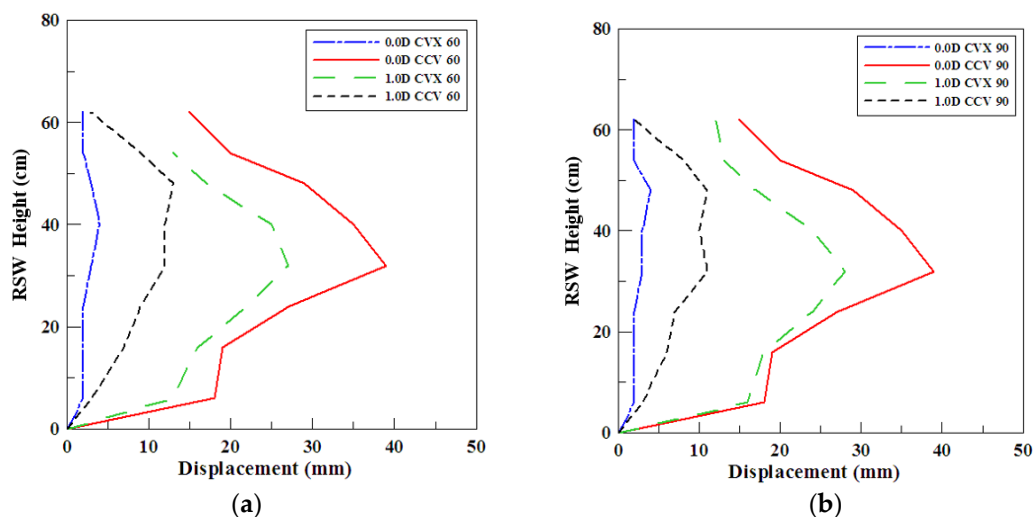 80
60
40
20
0
RSW Height (cm)
0.0D CVX 60
0.0D CCV 60
1.0D CVX 60
1.0D CCV 60
0 10 20 30 40 50
Displacement (mm)
(a)
80
60
40
20
0
RSW Height (cm)
0.0D CVX 90
0.0D CCV 90
1.0D CVX 90
1.0D CCV 90
0 10 20 30 40 50
Displacement (mm)
(b)